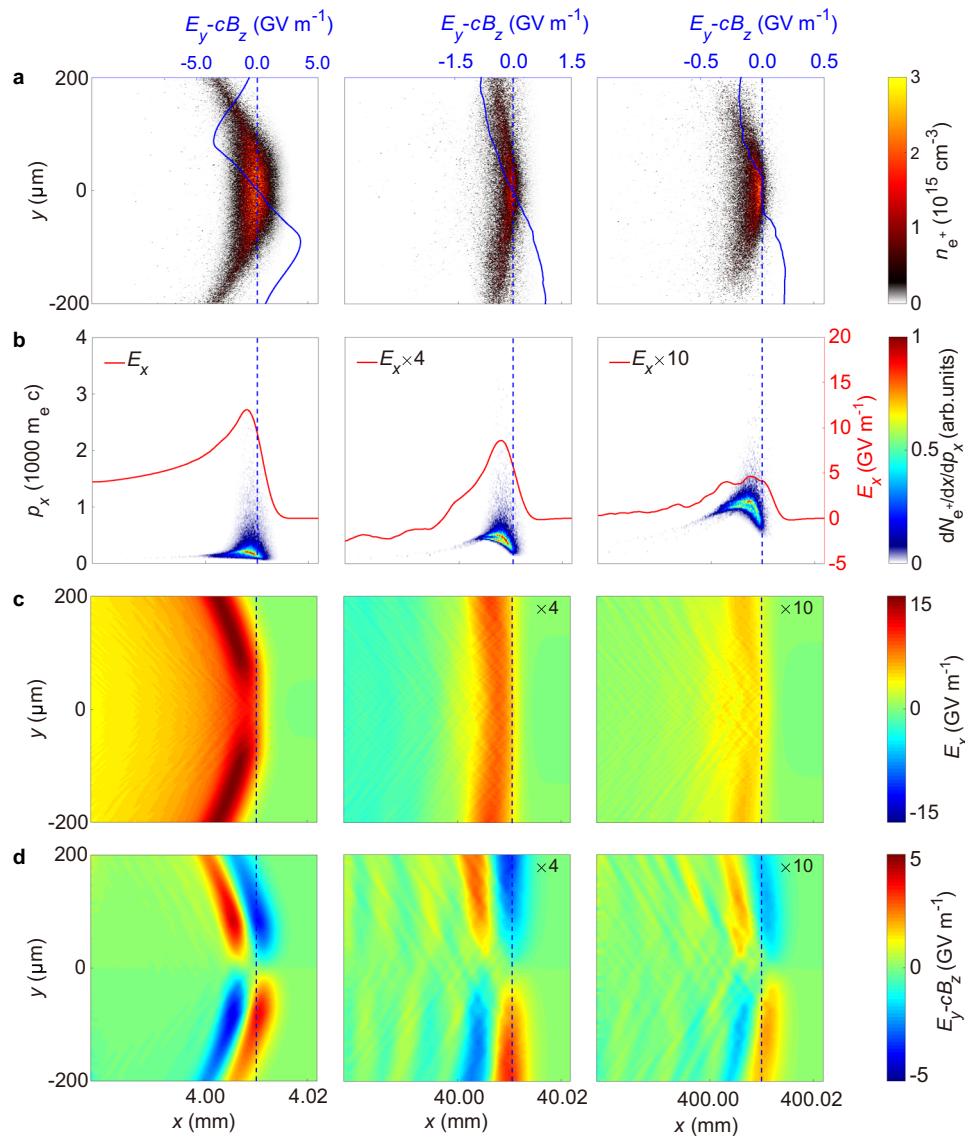 E_y-cB_z (GV m⁻¹) E_y-cB_z (GV m⁻¹) E_y-cB_z (GV m⁻¹)
-5.0 0.0 5.0 -1.5 0.0 1.5 -0.5 0.0 0.5
a
200
100
0
-100
-200
y (μm)
3
2
1
0
n_e⁺ (10¹⁵ cm⁻³)
b
4
3
2
1
0
p_x (1000 m_e c)
E_x
E_x×4
E_x×10
20
15
10
5
0
-5
E_x (GV m⁻¹)
1
0.5
0
dN_e⁺/dx/dp_x (arb.units)
c
200
0
-200
y (μm)
×4
×10
15
0
-15
E_x (GV m⁻¹)
d
200
0
-200
y (μm)
×4
×10
5
0
-5
E_y-cB_z (GV m⁻¹)
4.00 4.02 40.00 40.02 400.00 400.02
x (mm) x (mm) x (mm)